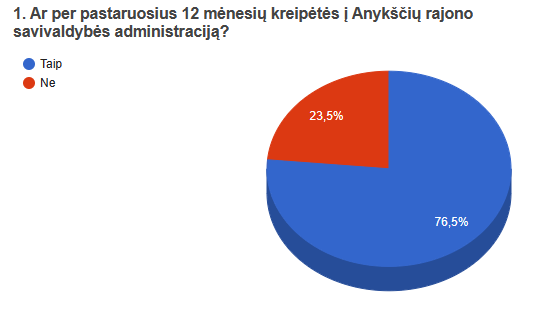 1. Ar per pastaruosius 12 mėnesių kreipėtės į Anykščių rajono
savivaldybės administraciją?
Taip
Ne
23,5%
76,5%